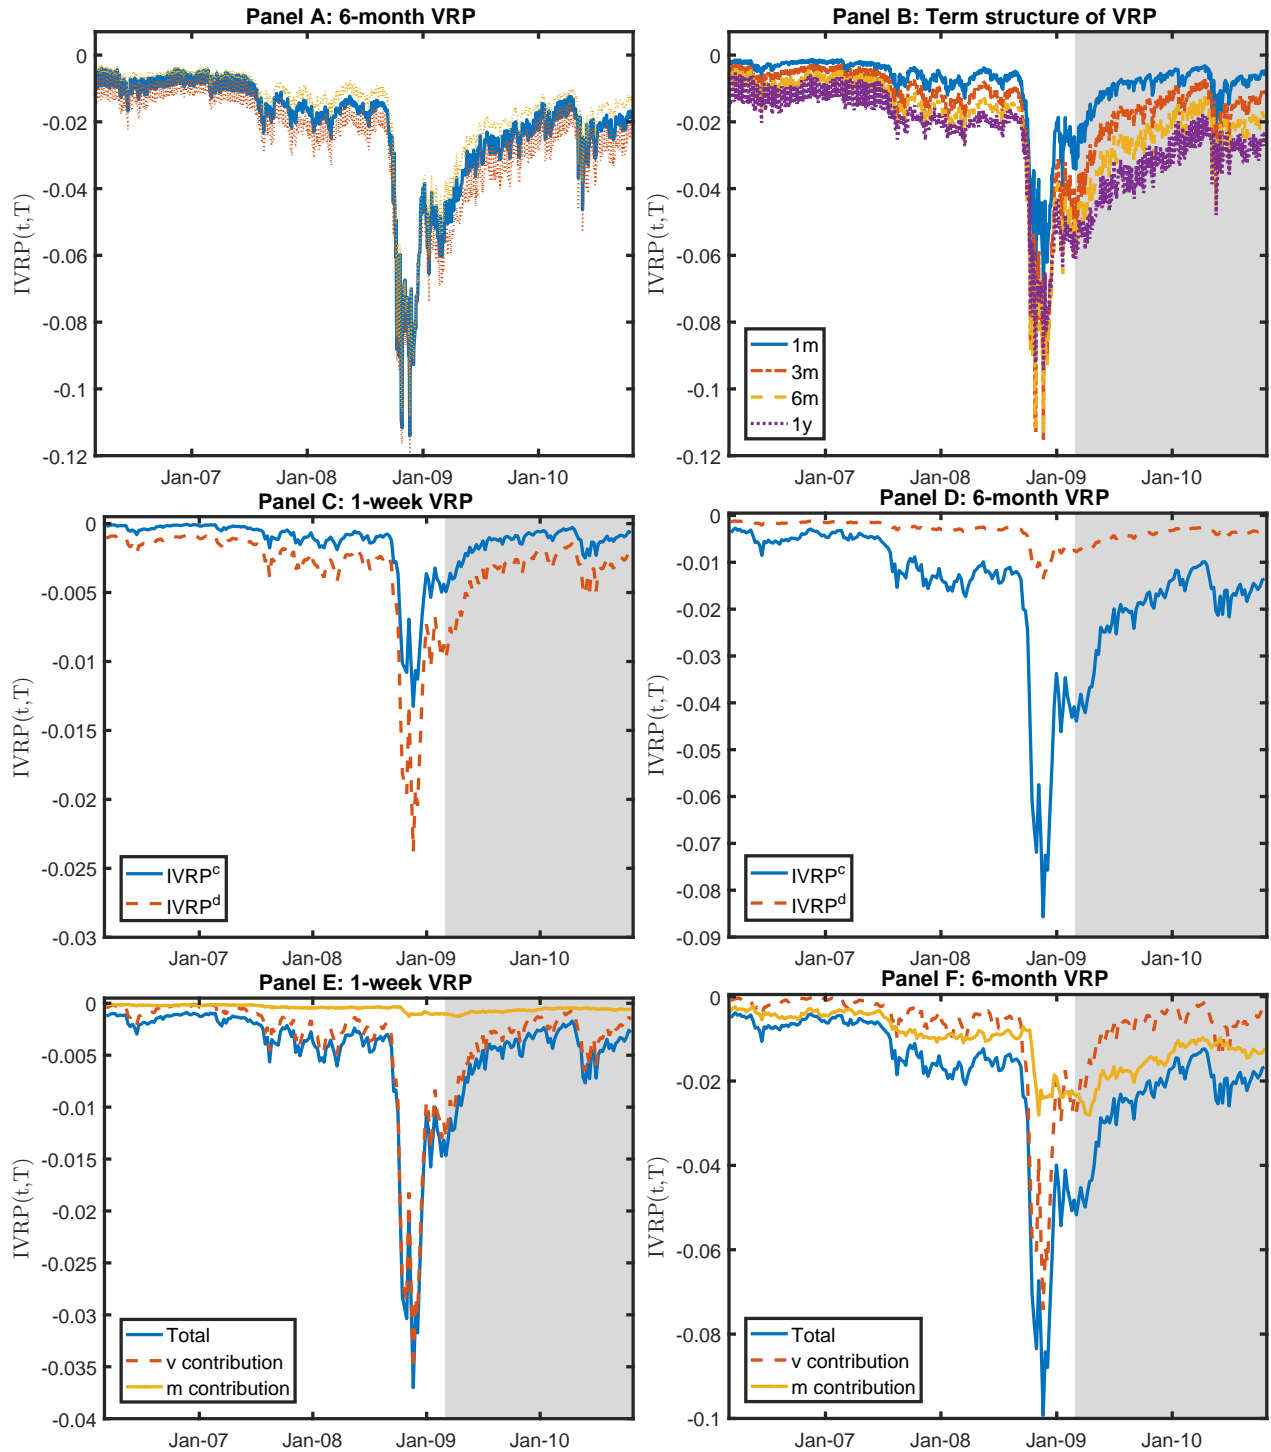 Panel A: 6-month VRP
0
-0.02
-0.04
-0.06
-0.08
-0.1
-0.12
IVRP(t,T)
Jan-07 Jan-08 Jan-09 Jan-10
Panel B: Term structure of VRP
0
-0.02
-0.04
-0.06
-0.08
-0.1
-0.12
IVRP(t,T)
1m
3m
6m
1y
Jan-07 Jan-08 Jan-09 Jan-10
Panel C: 1-week VRP
0
-0.005
-0.01
-0.015
-0.02
-0.025
-0.03
IVRP(t,T)
IVRP^c
IVRP^d
Jan-07 Jan-08 Jan-09 Jan-10
Panel D: 6-month VRP
0
-0.01
-0.02
-0.03
-0.04
-0.05
-0.06
-0.07
-0.08
-0.09
IVRP(t,T)
IVRP^c
IVRP^d
Jan-07 Jan-08 Jan-09 Jan-10
Panel E: 1-week VRP
0
-0.005
-0.01
-0.015
-0.02
-0.025
-0.03
-0.035
-0.04
IVRP(t,T)
Total
v contribution
m contribution
Jan-07 Jan-08 Jan-09 Jan-10
Panel F: 6-month VRP
0
-0.02
-0.04
-0.06
-0.08
-0.1
IVRP(t,T)
Total
v contribution
m contribution
Jan-07 Jan-08 Jan-09 Jan-10